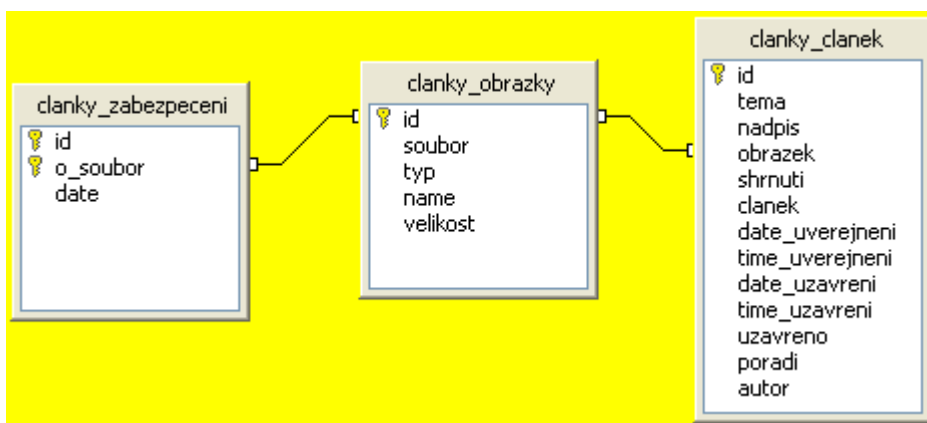 clanky_zabezpeceni
id
o_soubor
date
clanky_obrazky
id
soubor
typ
name
velikost
clanky_clanek
id
tema
nadpis
obrazek
shrnuti
clanek
date_uverejneni
time_uverejneni
date_uzavreni
time_uzavreni
uzavreno
poradi
autor